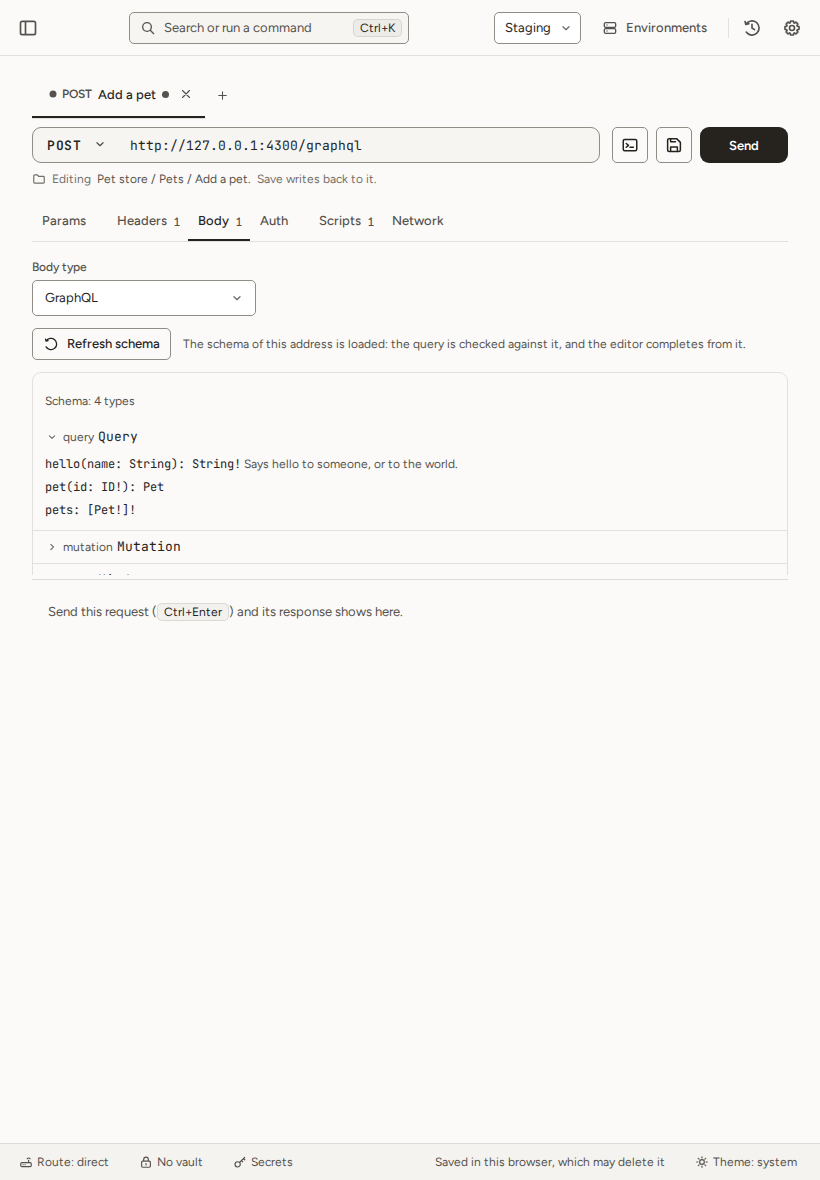 Search or run a command Ctrl+K Staging Environments
POST Add a pet
POST http://127.0.0.1:4300/graphql Send
Editing Pet store / Pets / Add a pet. Save writes back to it.
Params Headers 1 Body 1 Auth Scripts 1 Network
Body type
GraphQL
Refresh schema The schema of this address is loaded: the query is checked against it, and the editor completes from it.
Schema: 4 types
query Query
hello(name: String): String! Says hello to someone, or to the world.
pet(id: ID!): Pet
pets: [Pet!]!
mutation Mutation
Send this request (Ctrl+Enter) and its response shows here.
Route: direct No vault Secrets Saved in this browser, which may delete it Theme: system